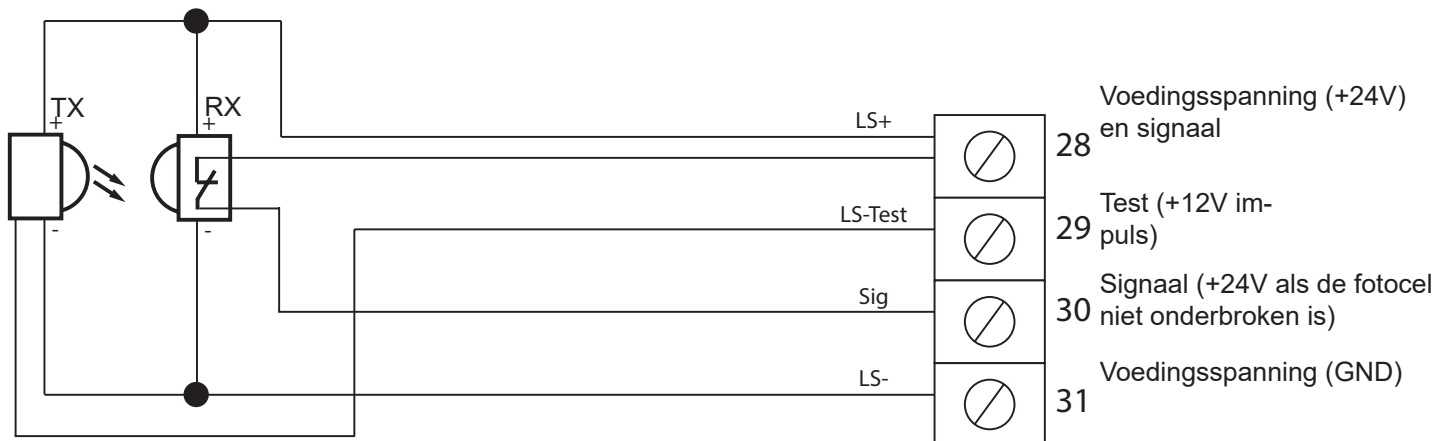 TX
+
-
RX
+
-
LS+
28
Voedingsspanning (+24V)
en signaal
LS-Test
29
Test (+12V im-
puls)
Sig
30
Signaal (+24V als de fotocel
niet onderbroken is)
LS-
31
Voedingsspanning (GND)